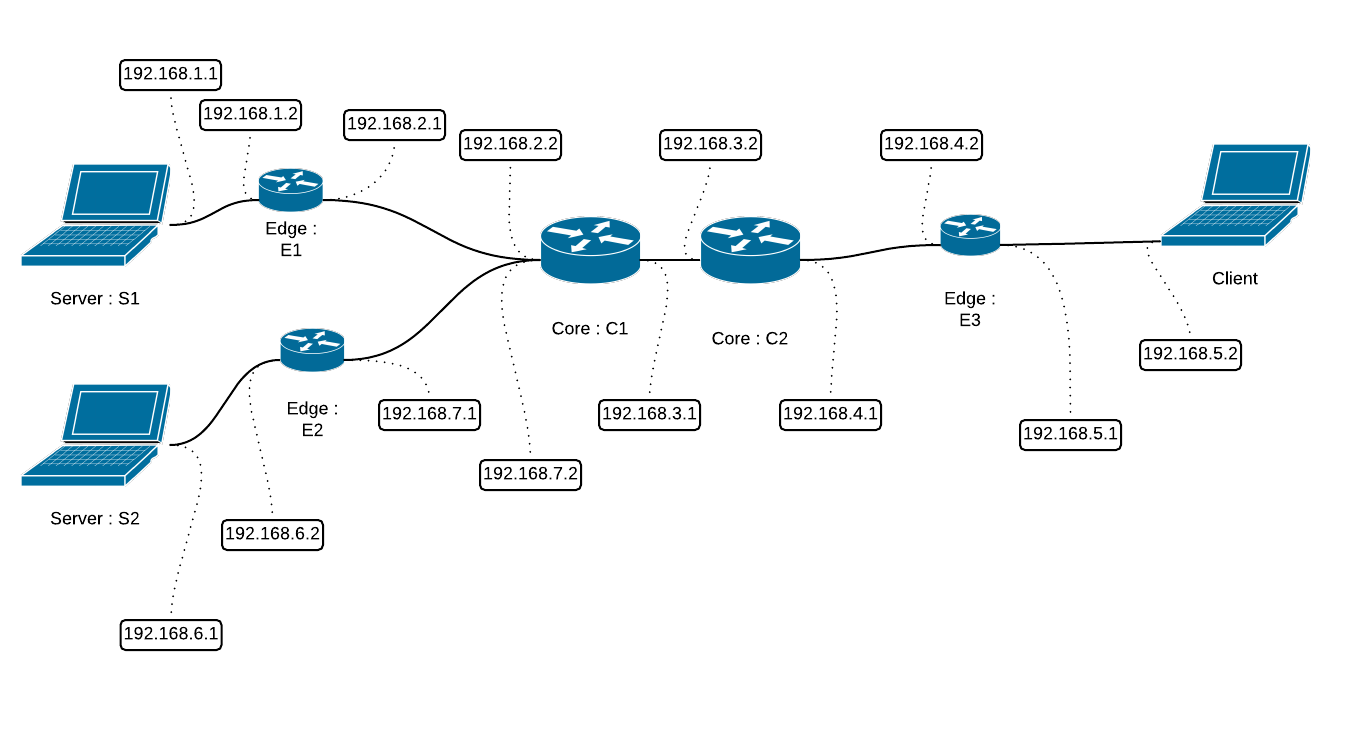 192.168.1.1
192.168.1.2
192.168.2.1
192.168.2.2
192.168.3.2
192.168.4.2
Edge :
E1
Server : S1
Core : C1
Core : C2
Edge :
E3
Client
192.168.5.2
Edge :
E2
192.168.7.1
192.168.3.1
192.168.4.1
192.168.5.1
192.168.7.2
Server : S2
192.168.6.2
192.168.6.1